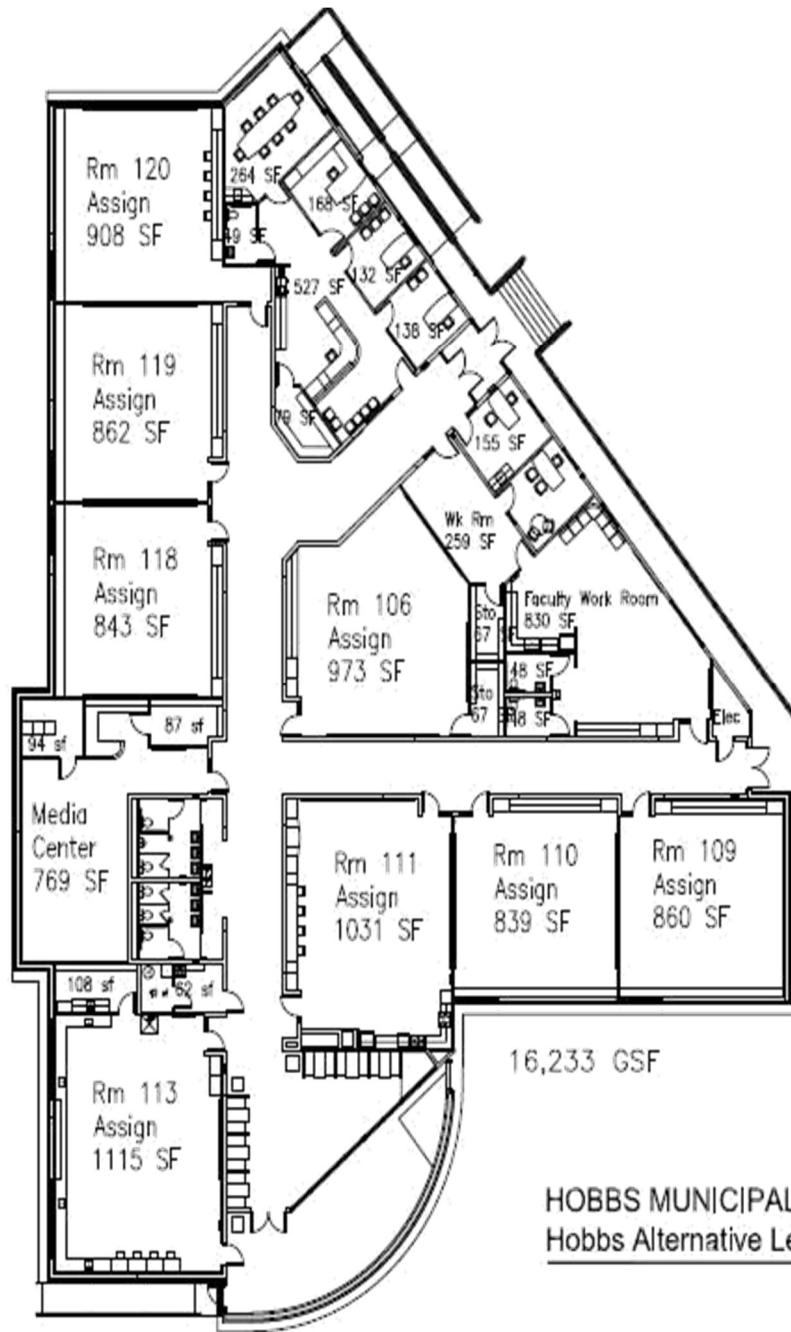 Rm 120
Assign
908 SF
264 SF
168 SF
49 SF
132 SF
527 SF
138 SF
79 SF
Rm 119
Assign
862 SF
155 SF
Wk Rm
259 SF
Rm 118
Assign
843 SF
Rm 106
Assign
973 SF
Sto
67 SF
Faculty Work Room
830 SF
48 SF
Sto
67 SF
48 SF
Elec
94 sf
87 sf
Media
Center
769 SF
Rm 111
Assign
1031 SF
Rm 110
Assign
839 SF
Rm 109
Assign
860 SF
108 sf
62 sf
Rm 113
Assign
1115 SF
16,233 GSF
HOBBS MUNICIPAL
Hobbs Alternative Le